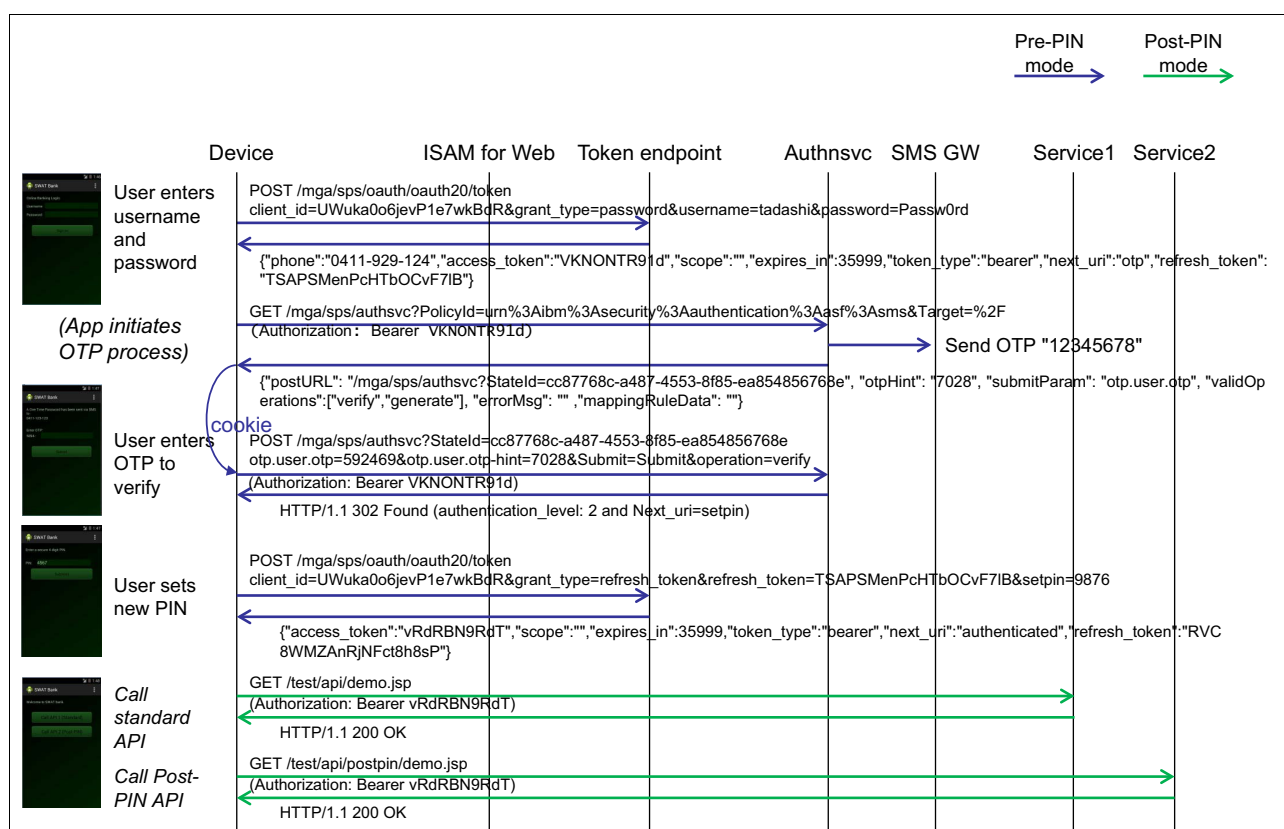 Pre-PIN mode
Post-PIN mode
Device
ISAM for Web
Token endpoint
Authnsvc
SMS GW
Service1
Service2
SWAT Bank
User enters
username
and
password
POST /mga/sps/oauth/oauth20/token
client_id=UWuka0o6jevP1e7wkBdR&grant_type=password&username=tadashi&password=Passw0rd
{"phone":"0411-929-124","access_token":"VKNONTR91d","scope":"","expires_in":35999,"token_type":"bearer","next_uri":"otp","refresh_token":
"TSAPSMenPcHTbOCvF7lB"}
(App initiates
OTP process)
GET /mga/sps/authsvc?PolicyId=urn%3Aibm%3Asecurity%3Aauthentication%3Aasf%3Asms&Target=%2F
(Authorization: Bearer VKNONTR91d)
Send OTP "12345678"
{"postURL": "/mga/sps/authsvc?StateId=cc87768c-a487-4553-8f85-ea854856768e", "otpHint": "7028", "submitParam": "otp.user.otp", "validOp
erations":["verify","generate"], "errorMsg": "" ,"mappingRuleData": ""}
SWAT Bank
cookie
User enters
OTP to
verify
POST /mga/sps/authsvc?StateId=cc87768c-a487-4553-8f85-ea854856768e
otp.user.otp=592469&otp.user.otp-hint=7028&Submit=Submit&operation=verify
(Authorization: Bearer VKNONTR91d)
HTTP/1.1 302 Found (authentication_level: 2 and Next_uri=setpin)
SWAT Bank
User sets
new PIN
POST /mga/sps/oauth/oauth20/token
client_id=UWuka0o6jevP1e7wkBdR&grant_type=refresh_token&refresh_token=TSAPSMenPcHTbOCvF7lB&setpin=9876
{"access_token":"vRdRBN9RdT","scope":"","expires_in":35999,"token_type":"bearer","next_uri":"authenticated","refresh_token":"RVC
8WMZAnRjNFct8h8sP"}
SWAT Bank
Call
standard
API
GET /test/api/demo.jsp
(Authorization: Bearer vRdRBN9RdT)
HTTP/1.1 200 OK
Call Post-
PIN API
GET /test/api/postpin/demo.jsp
(Authorization: Bearer vRdRBN9RdT)
HTTP/1.1 200 OK